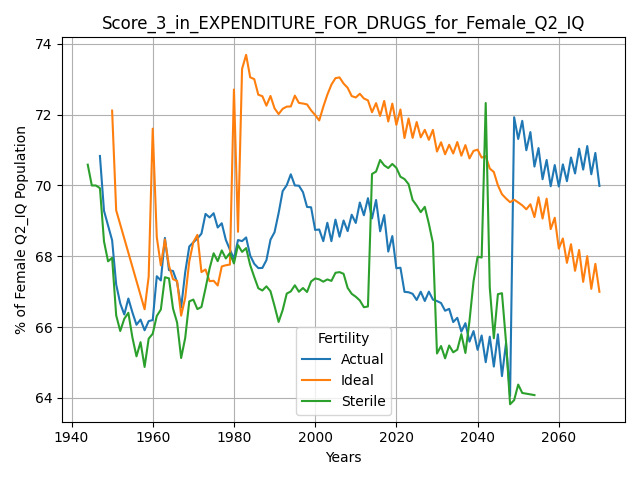 Score_3_in_EXPENDITURE_FOR_DRUGS_for_Female_Q2_IQ
% of Female Q2_IQ Population
74
72
70
68
66
64
Fertility
Actual
Ideal
Sterile
1940 1960 1980 2000 2020 2040 2060
Years